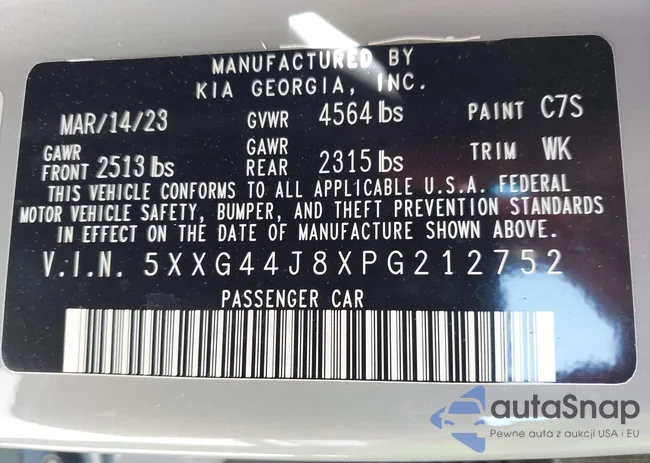 MANUFACTURED BY
KIA GEORGIA, INC.
MAR/14/23 GVWR 4564 lbs PAINT C7S
GAWR FRONT 2513 lbs GAWR REAR 2315 lbs TRIM WK
THIS VEHICLE CONFORMS TO ALL APPLICABLE U.S.A. FEDERAL
MOTOR VEHICLE SAFETY, BUMPER, AND THEFT PREVENTION STANDARDS
IN EFFECT ON THE DATE OF MANUFACTURE SHOWN ABOVE.
V.I.N. 5XXG44J8XPG212752
PASSENGER CAR
autaSnap
Pewne auta z aukcji USA i EU